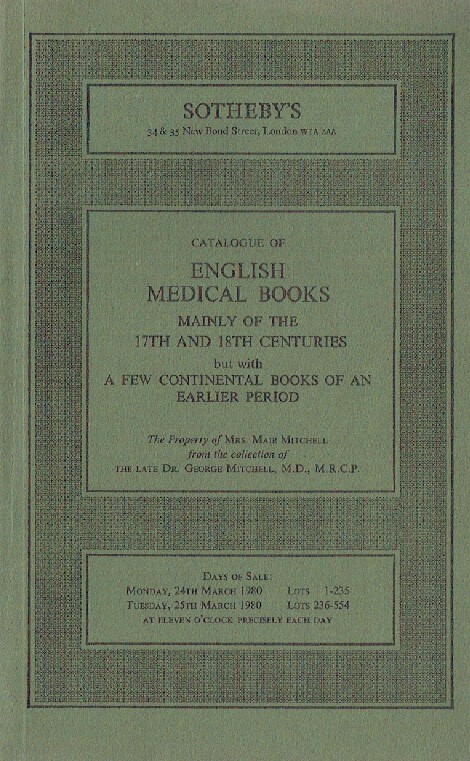 SOTHEBY'S
34 & 35 New Bond Street, London W1A 2AA
CATALOGUE OF
ENGLISH
MEDICAL BOOKS
MAINLY OF THE
17TH AND 18TH CENTURIES
but with
A FEW CONTINENTAL BOOKS OF AN
EARLIER PERIOD
The Property of MRS. MAIR MITCHELL
from the collection of
THE LATE DR. GEORGE MITCHELL, M.D., M.R.C.P.
DAYS OF SALE:
MONDAY, 24TH MARCH 1980 LOTS 1-235
TUESDAY, 25TH MARCH 1980 LOTS 236-554
AT ELEVEN O'CLOCK PRECISELY EACH DAY